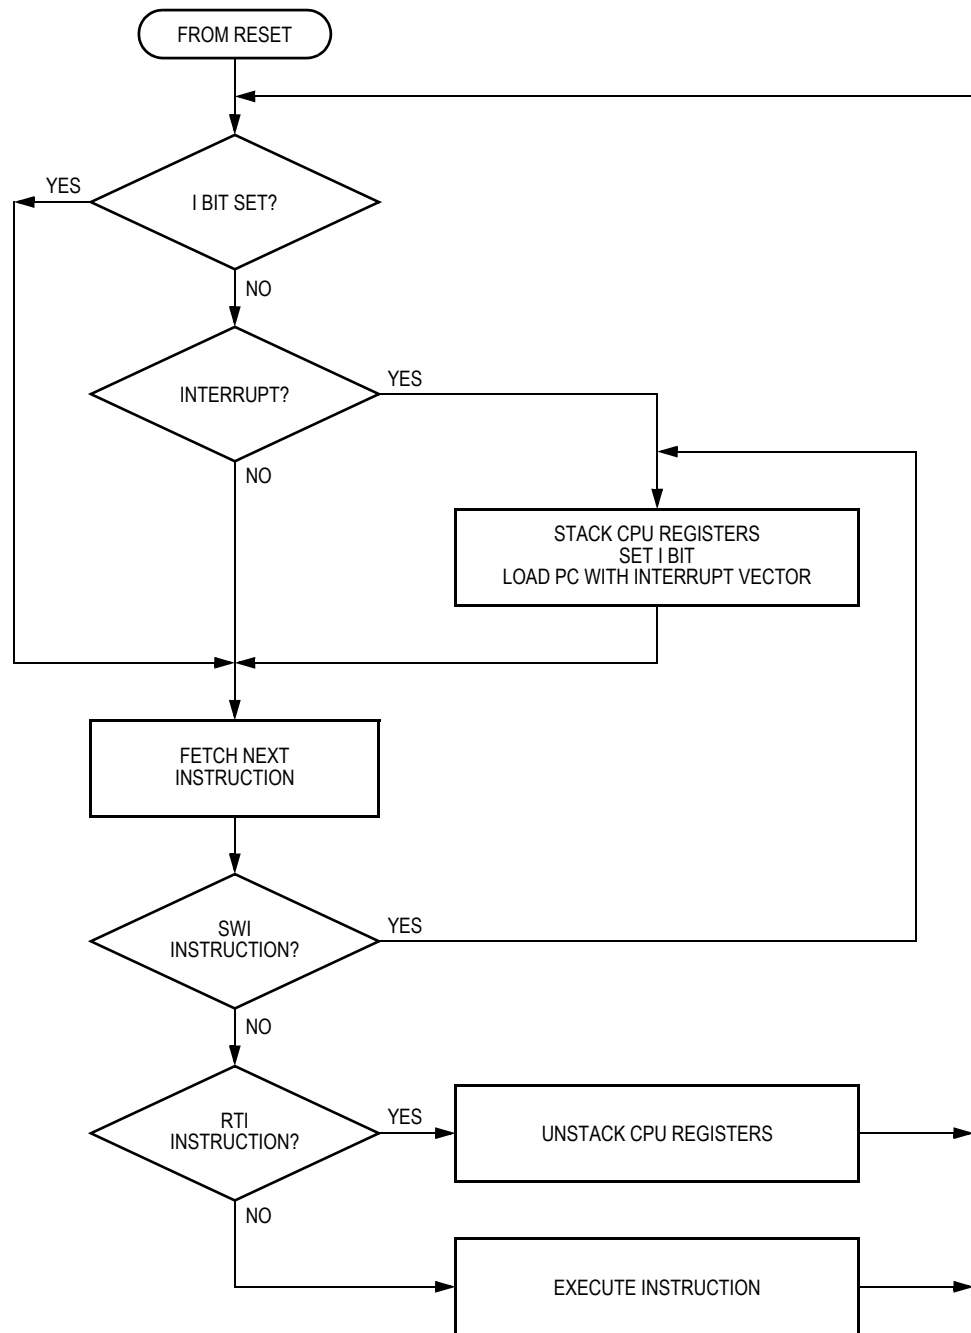 FROM RESET
YES
I BIT SET?
NO
INTERRUPT?
YES
NO
STACK CPU REGISTERS
SET I BIT
LOAD PC WITH INTERRUPT VECTOR
FETCH NEXT
INSTRUCTION
SWI
INSTRUCTION?
YES
NO
RTI
INSTRUCTION?
YES
UNSTACK CPU REGISTERS
NO
EXECUTE INSTRUCTION